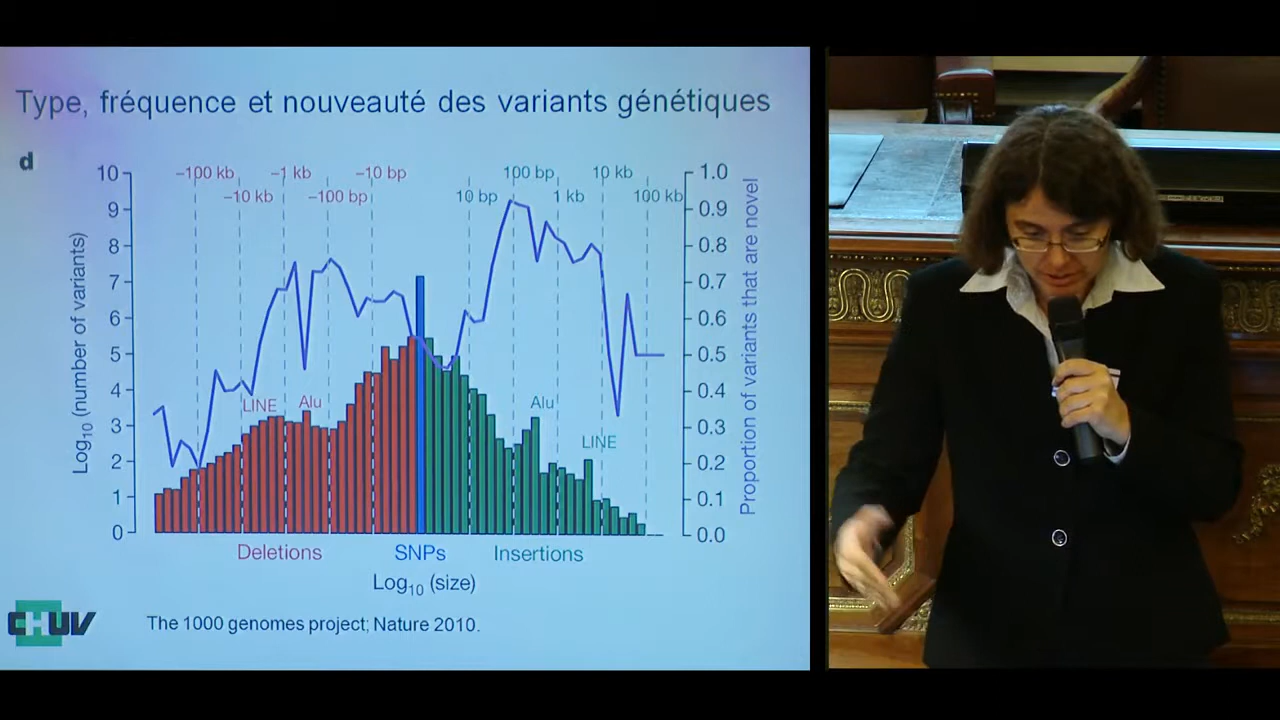 Type, fréquence et nouveauté des variants génétiques
d
−100 kb
−1 kb
−10 bp
100 bp
10 kb
−10 kb
−100 bp
10 bp
1 kb
100 kb
10
9
8
7
6
5
4
3
2
1
0
Log10 (number of variants)
1.0
0.9
0.8
0.7
0.6
0.5
0.4
0.3
0.2
0.1
0.0
Proportion of variants that are novel
LINE
Alu
Alu
LINE
Deletions
SNPs
Insertions
Log10 (size)
CHUV
The 1000 genomes project; Nature 2010.